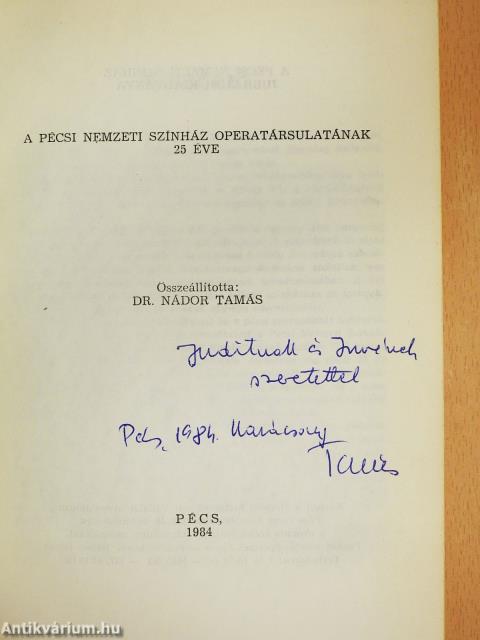 A PÉCSI NEMZETI SZÍNHÁZ OPERATÁRSULATÁNAK
25 ÉVE
Összeállította:
DR. NÁDOR TAMÁS
Juditnak és Imrének
szeretettel
Pécs, 1984. Karácsony
Tamás
PÉCS,
1984
Antikvárium.hu